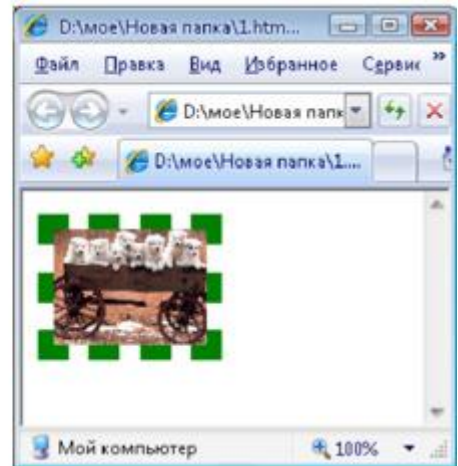 D:\мое\Новая папка\1.htm...
Файл Правка Вид Избранное Сервис »
D:\мое\Новая папк
D:\мое\Новая папка\1....
Мой компьютер 100%